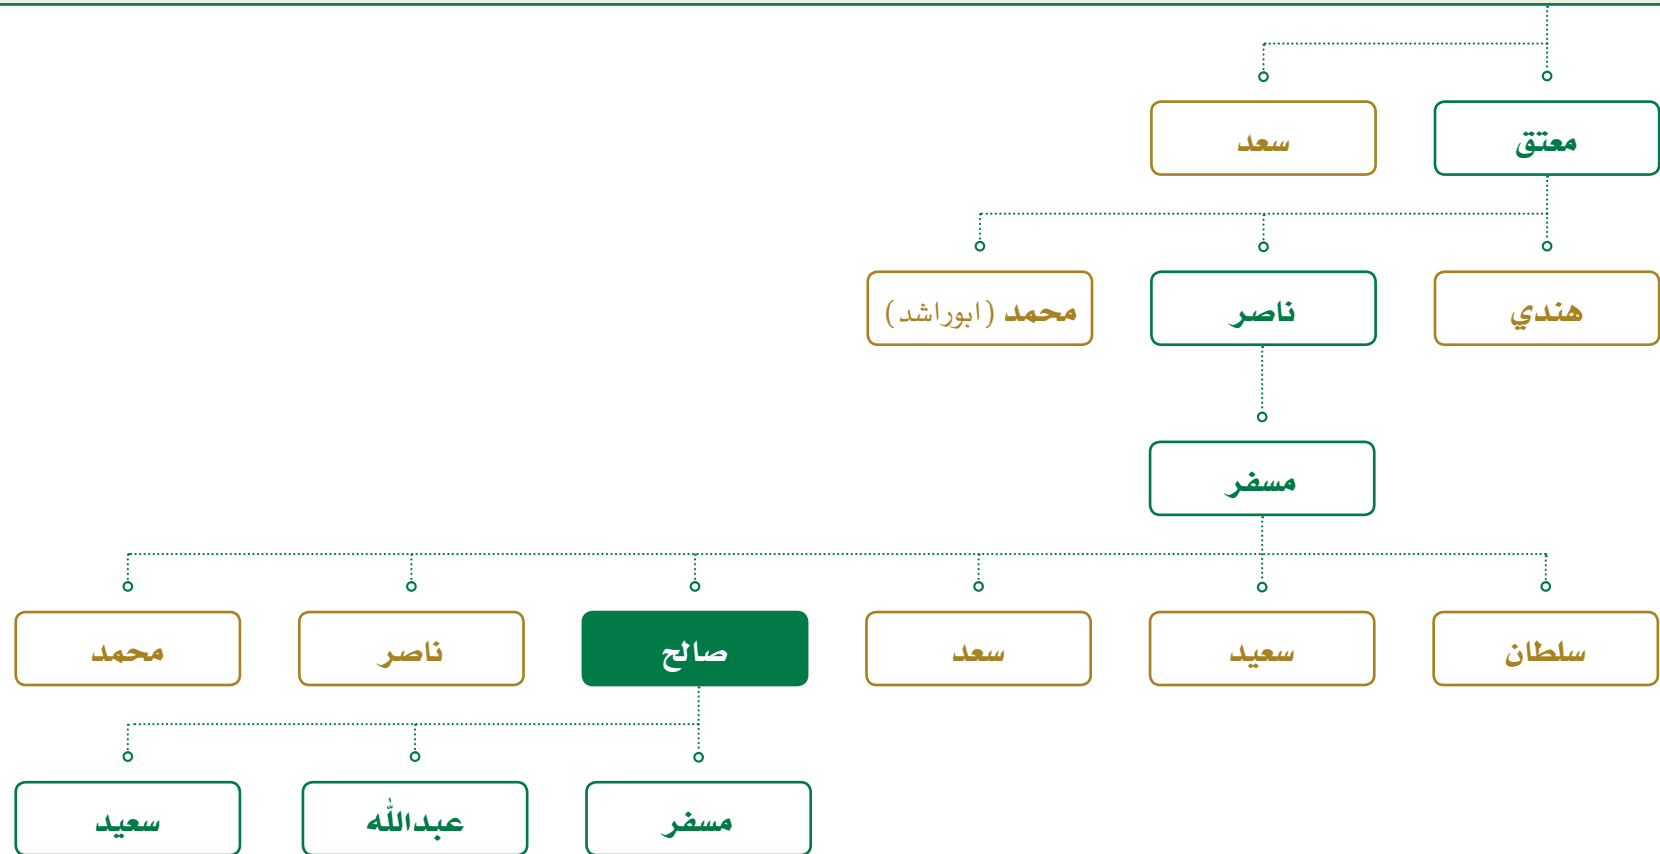 معتق
سعد
هندي
ناصر
محمد (ابوراشد)
مسفر
سلطان
سعيد
سعد
صالح
ناصر
محمد
مسفر
عبدالله
سعيد